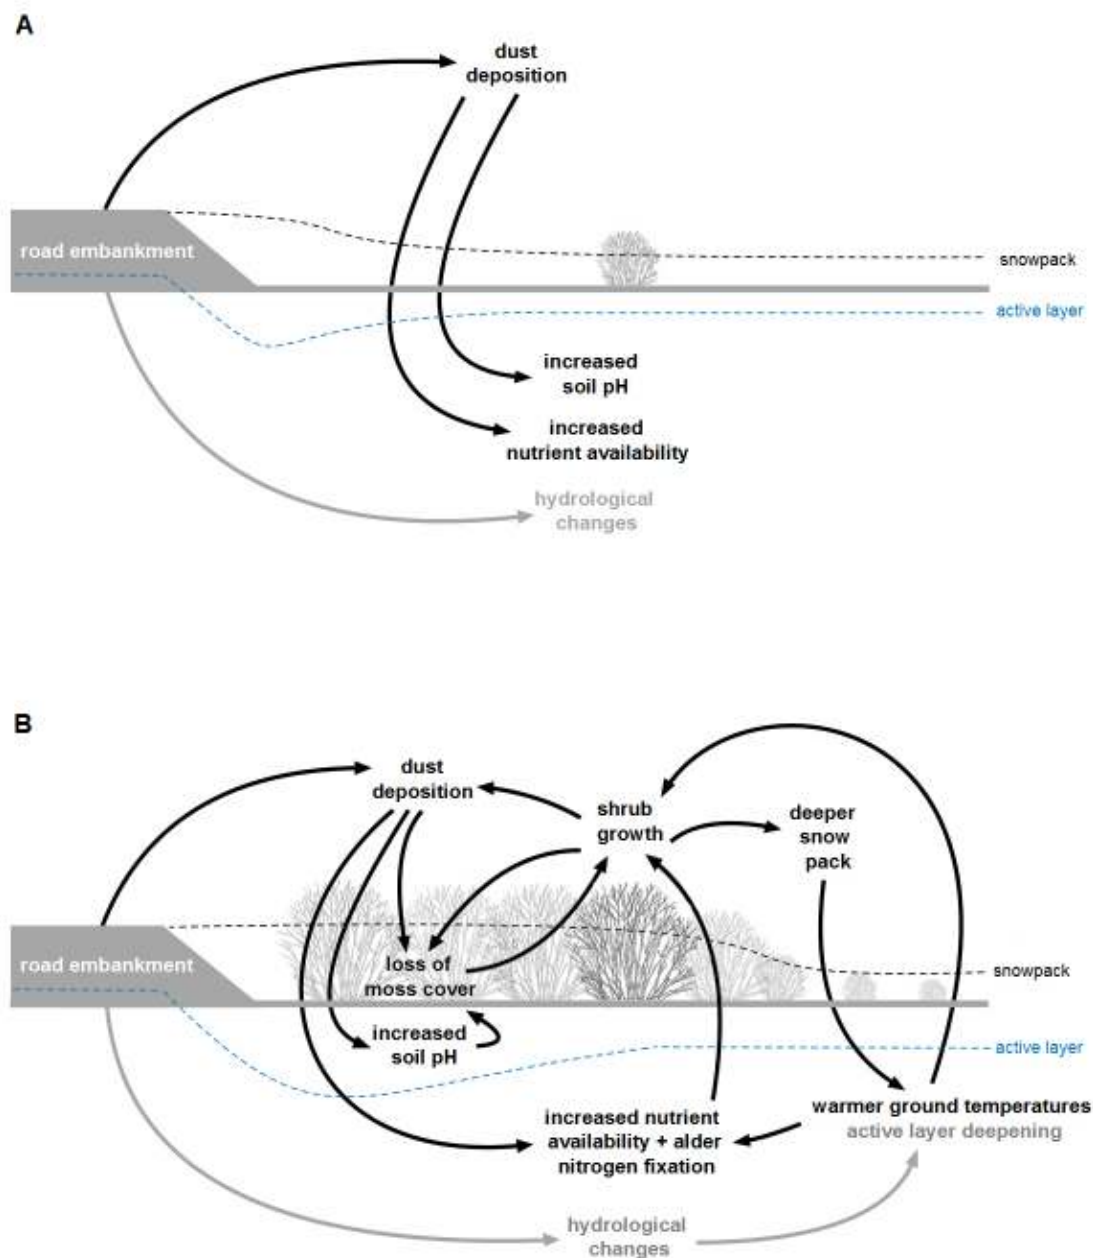 A
dust
deposition
road embankment
snowpack
active layer
increased
soil pH
increased
nutrient availability
hydrological
changes
B
dust
deposition
shrub
growth
deeper
snow
pack
road embankment
loss of
moss cover
snowpack
increased
soil pH
active layer
increased nutrient
availability + alder
nitrogen fixation
warmer ground temperatures
active layer deepening
hydrological
changes